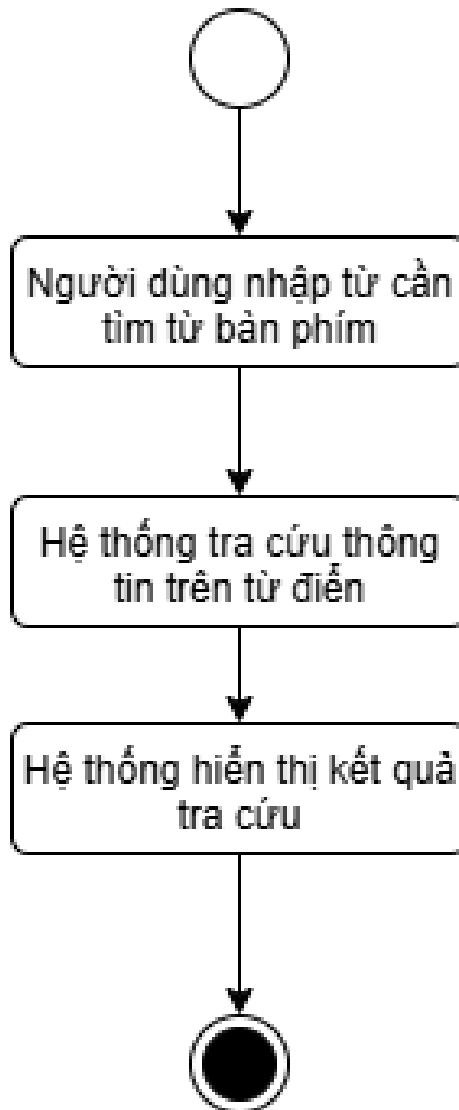 Người dùng nhập từ cần
tìm từ bàn phím
Hệ thống tra cứu thông
tin trên từ điển
Hệ thống hiển thị kết quả
tra cứu